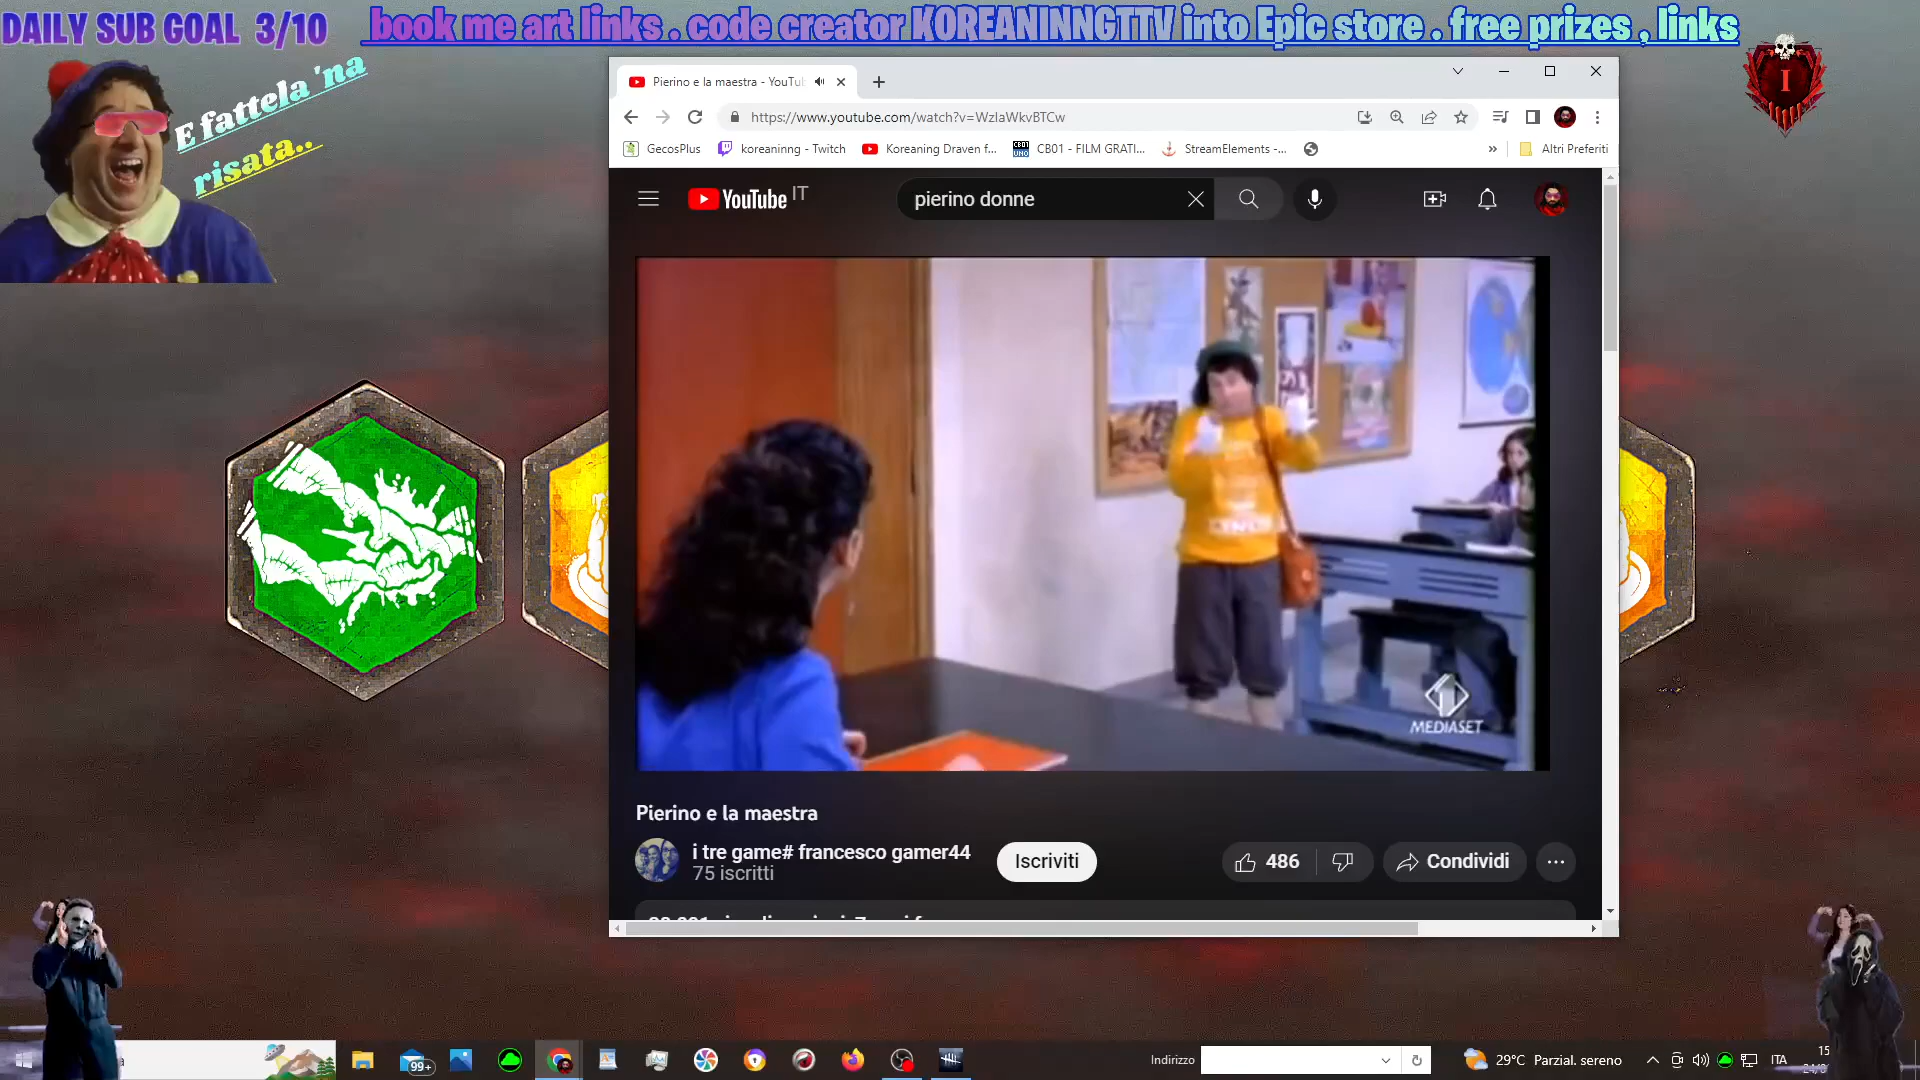 DAILY SUB GOAL 3/10
book me art links . code creator KOREANINNGTTV into Epic store . free prizes , links
E fattela 'na
risata..
I
Pierino e la maestra - YouTu
https://www.youtube.com/watch?v=WzlaWkvBTCw
GecosPlus
koreaninng - Twitch
Koreaning Draven f...
CB01 - FILM GRATI...
StreamElements -...
»
Altri Preferiti
YouTube IT
pierino donne
MEDIASET
Pierino e la maestra
i tre game# francesco gamer44
75 iscritti
Iscriviti
486
Condividi
99+
Indirizzo
29°C Parzial. sereno
ITA
15